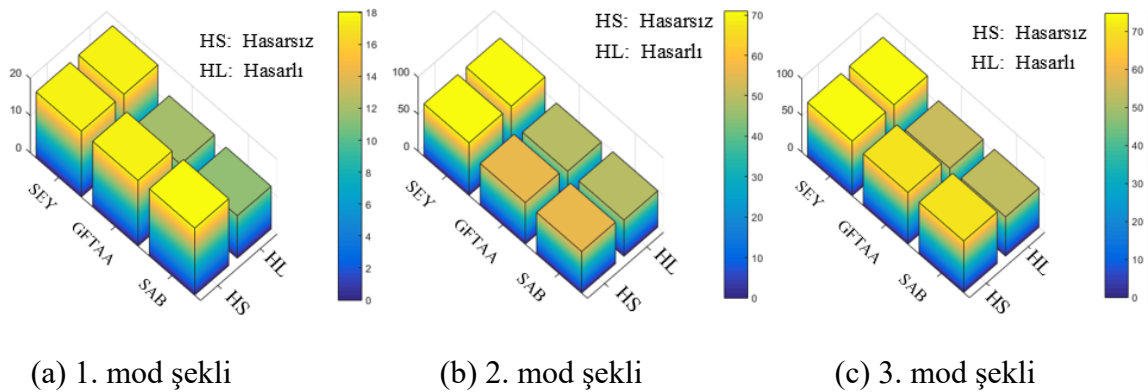 HS: Hasarsız
HL: Hasarlı
20
10
0
SEY
GFTAA
SAB
HS
HL
18
16
14
12
10
8
6
4
2
0
(a) 1. mod şekli
HS: Hasarsız
HL: Hasarlı
100
50
0
SEY
GFTAA
SAB
HS
HL
70
60
50
40
30
20
10
0
(b) 2. mod şekli
HS: Hasarsız
HL: Hasarlı
100
50
0
SEY
GFTAA
SAB
HS
HL
70
60
50
40
30
20
10
0
(c) 3. mod şekli